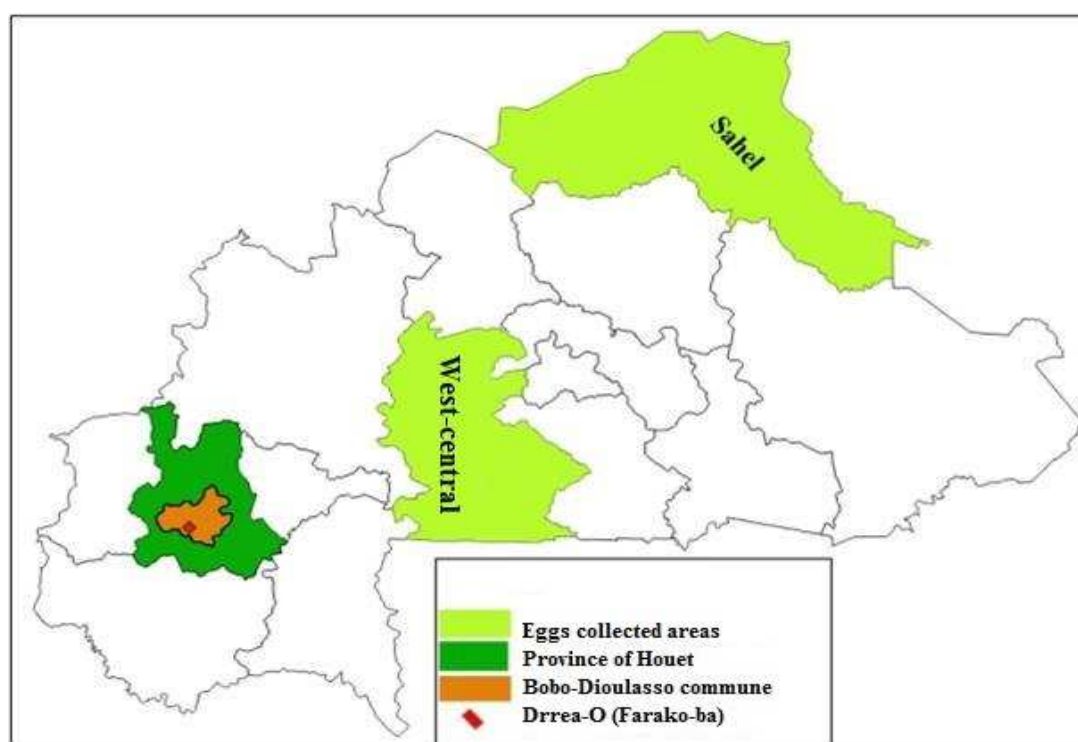 Sahel
West-central
Eggs collected areas
Province of Houet
Bobo-Dioulasso commune
Drrea-O (Farako-ba)